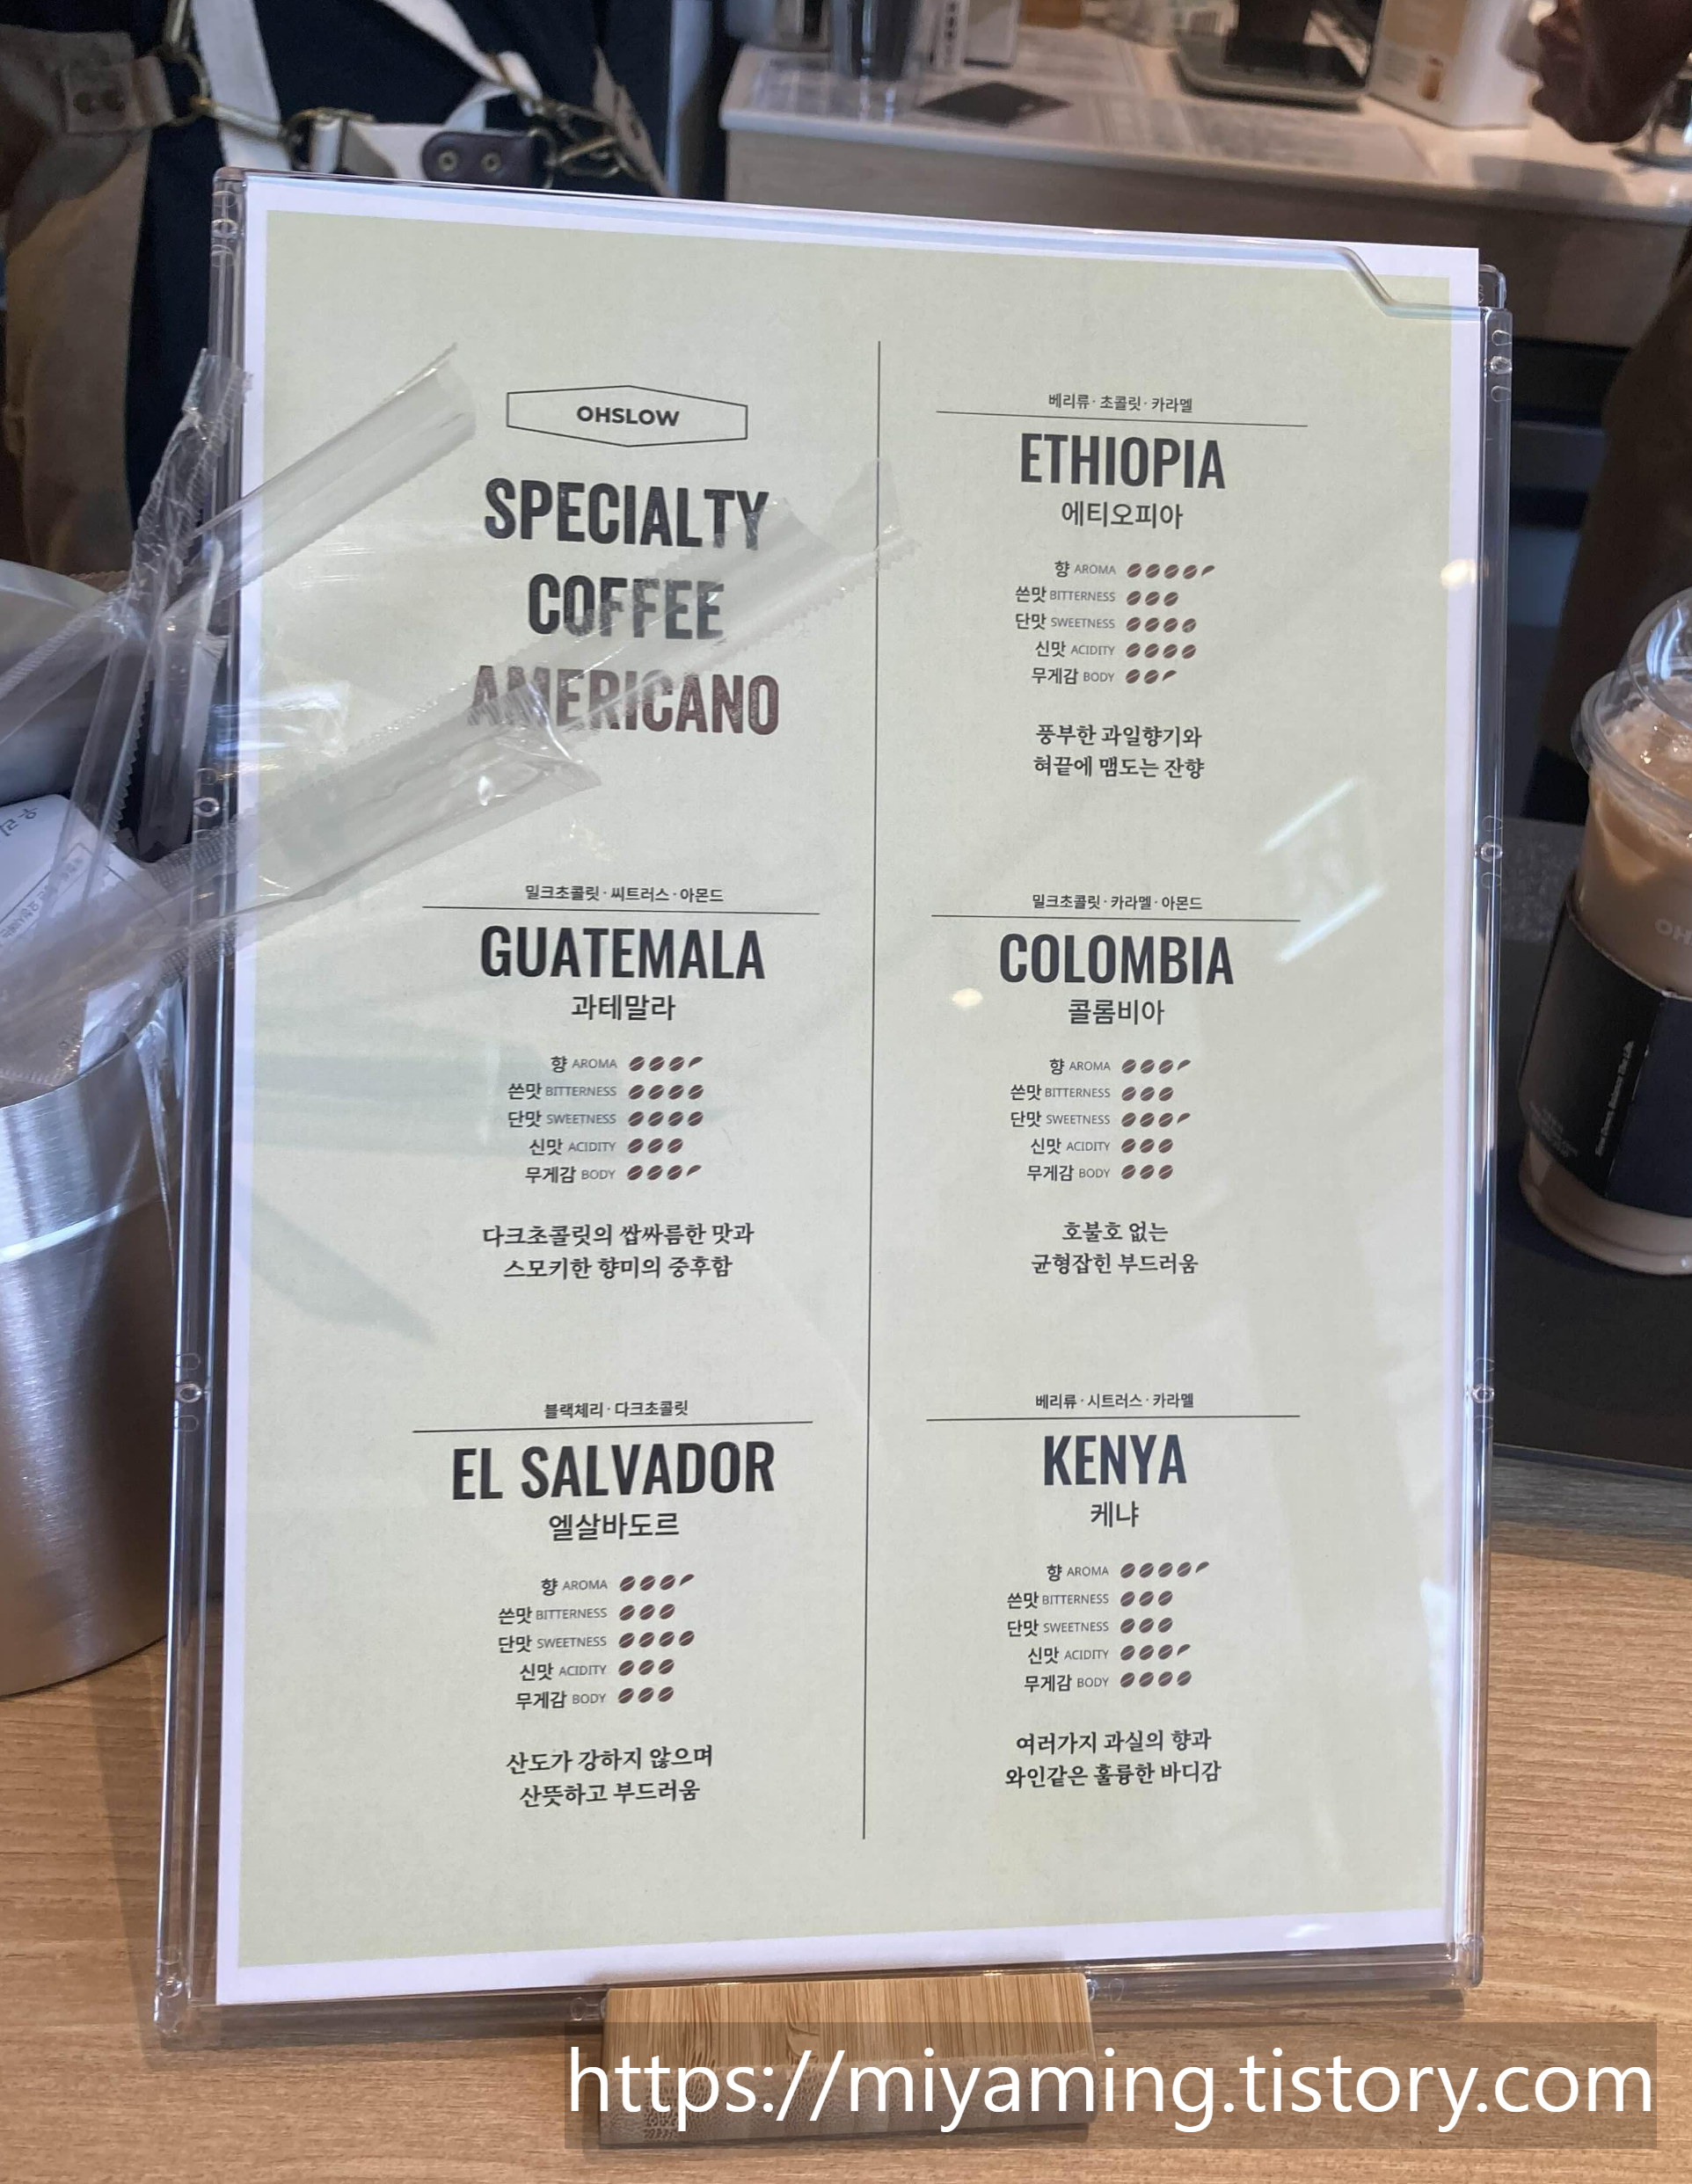 OHSLOW
SPECIALTY
COFFEE
AMERICANO
베리류 · 초콜릿 · 카라멜
ETHIOPIA
에티오피아
향 AROMA
쓴맛 BITTERNESS
단맛 SWEETNESS
신맛 ACIDITY
무게감 BODY
풍부한 과일향기와
혀끝에 맴도는 잔향
밀크초콜릿 · 씨트러스 · 아몬드
GUATEMALA
과테말라
향 AROMA
쓴맛 BITTERNESS
단맛 SWEETNESS
신맛 ACIDITY
무게감 BODY
다크초콜릿의 쌉싸름한 맛과
스모키한 향미의 중후함
밀크초콜릿 · 카라멜 · 아몬드
COLOMBIA
콜롬비아
향 AROMA
쓴맛 BITTERNESS
단맛 SWEETNESS
신맛 ACIDITY
무게감 BODY
호불호 없는
균형잡힌 부드러움
블랙체리 · 다크초콜릿
EL SALVADOR
엘살바도르
향 AROMA
쓴맛 BITTERNESS
단맛 SWEETNESS
신맛 ACIDITY
무게감 BODY
산도가 강하지 않으며
산뜻하고 부드러움
베리류 · 시트러스 · 카라멜
KENYA
케냐
향 AROMA
쓴맛 BITTERNESS
단맛 SWEETNESS
신맛 ACIDITY
무게감 BODY
여러가지 과실의 향과
와인같은 훌륭한 바디감
https://miyaming.tistory.com